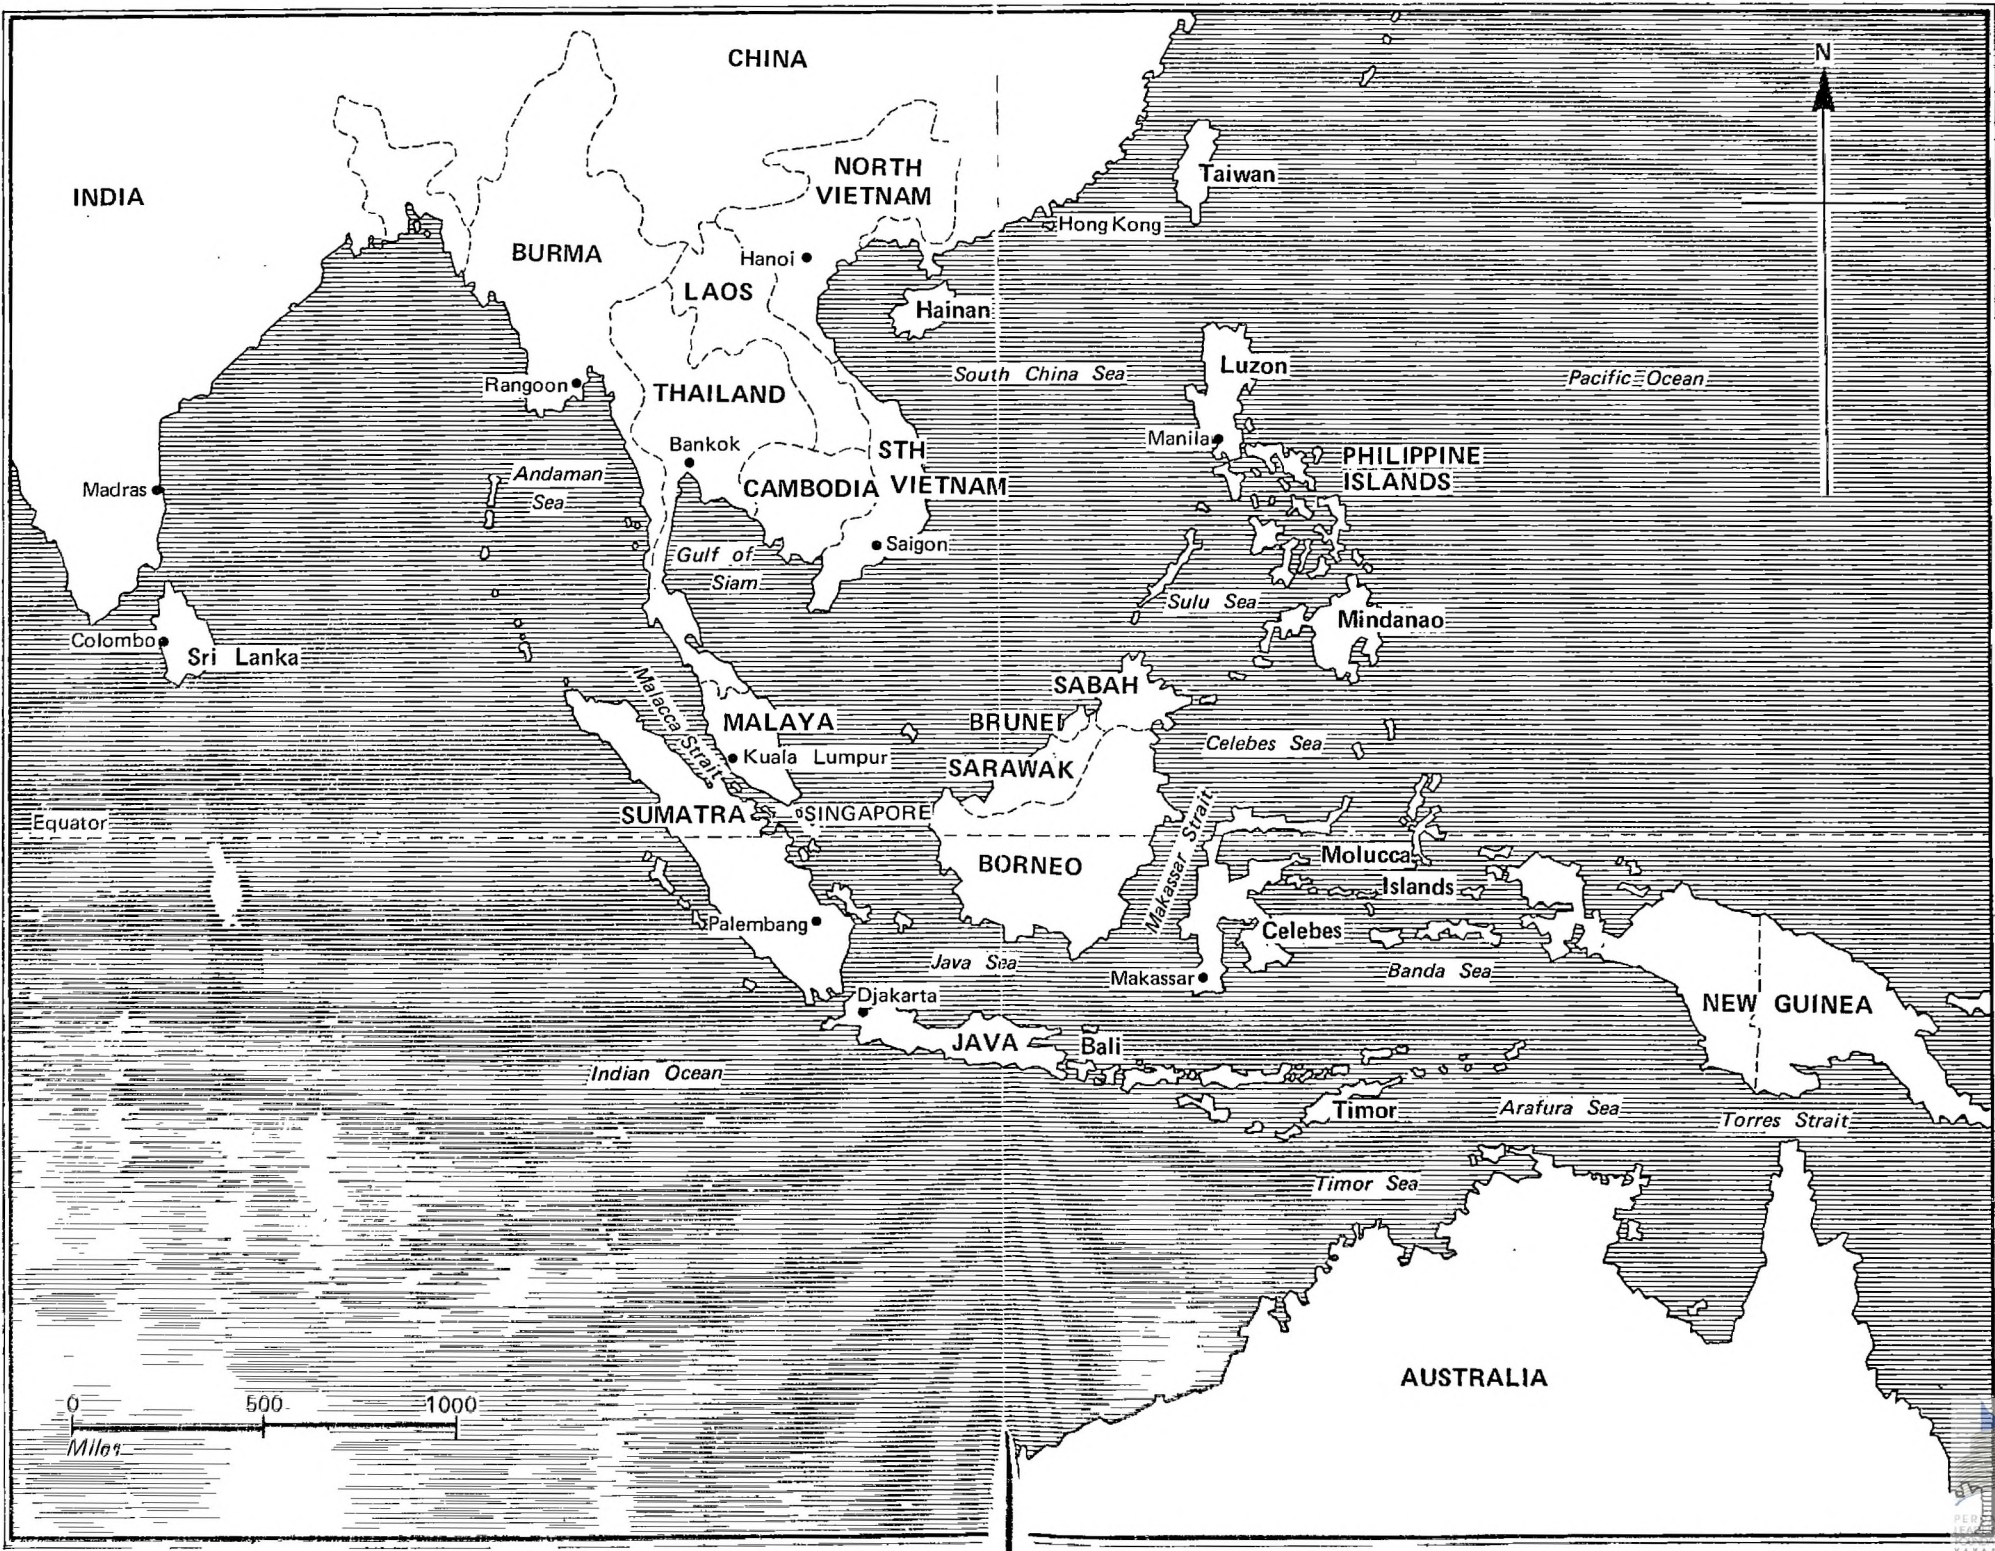 CHINA
N
NORTH
VIETNAM
Taiwan
INDIA
Hong Kong
BURMA
Hanoi
LAOS
Hainan
Luzon
South China Sea
Pacific Ocean
Rangoon
THAILAND
Manila
Bankok
STH
VIETNAM
PHILIPPINE
ISLANDS
Andaman
Sea
Madras
CAMBODIA
Saigon
Gulf of
Siam
Sulu Sea
Mindanao
Colombo
Sri Lanka
SABAH
Malacca Strait
MALAYA
BRUNEI
Celebes Sea
Kuala Lumpur
SARAWAK
SUMATRA
SINGAPORE
Equator
Makassar Strait
Molucca
Islands
BORNEO
Palembang
Celebes
Java Sea
Makassar
Banda Sea
Djakarta
NEW GUINEA
JAVA
Bali
Indian Ocean
Timor
Arafura Sea
Torres Strait
Timor Sea
AUSTRALIA
0 500 1000
Miles